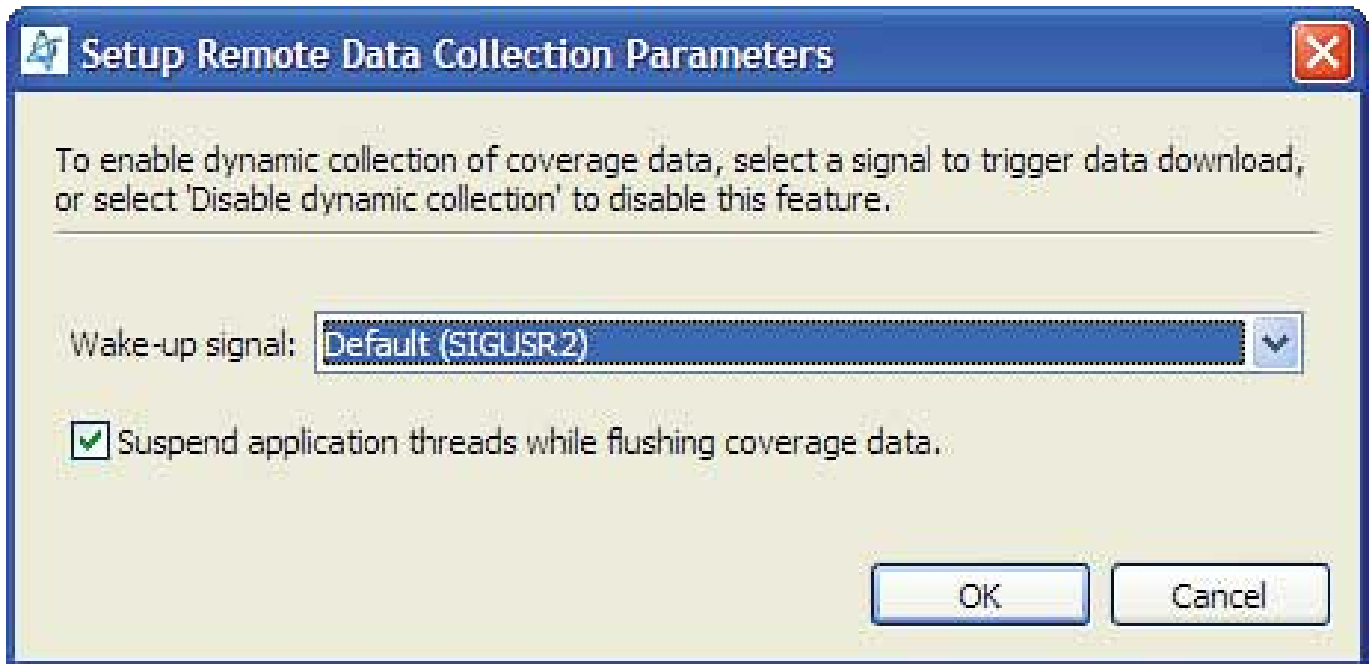 Setup Remote Data Collection Parameters
To enable dynamic collection of coverage data, select a signal to trigger data download,
or select 'Disable dynamic collection' to disable this feature.
Wake-up signal: Default (SIGUSR2)
Suspend application threads while flushing coverage data.
OK Cancel